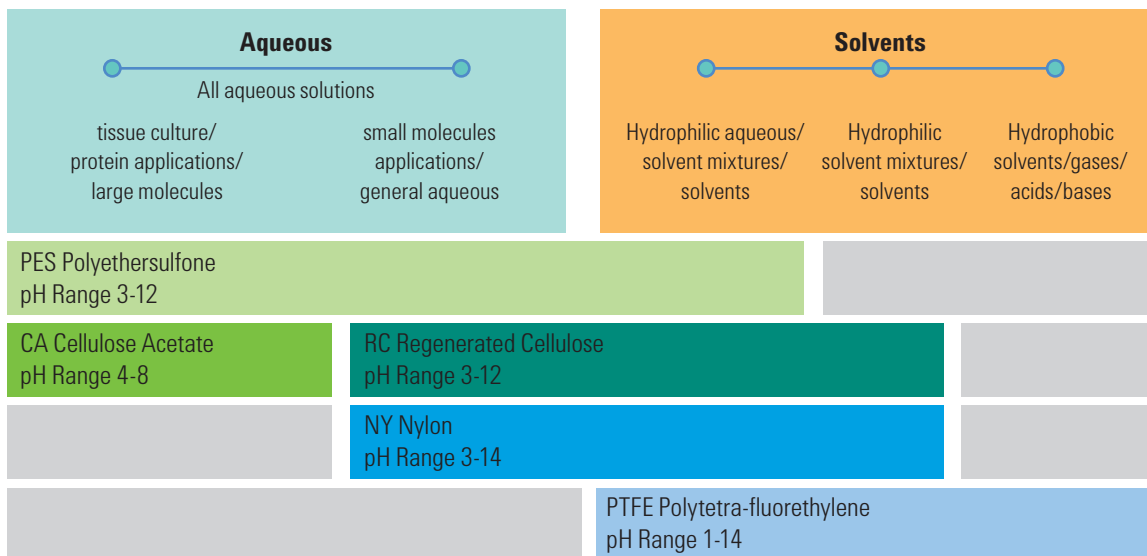 Aqueous
All aqueous solutions
tissue culture/
protein applications/
large molecules
small molecules
applications/
general aqueous
Solvents
Hydrophilic aqueous/
solvent mixtures/
solvents
Hydrophilic
solvent mixtures/
solvents
Hydrophobic
solvents/gases/
acids/bases
PES Polyethersulfone
pH Range 3-12
CA Cellulose Acetate
pH Range 4-8
RC Regenerated Cellulose
pH Range 3-12
NY Nylon
pH Range 3-14
PTFE Polytetra-fluorethylene
pH Range 1-14